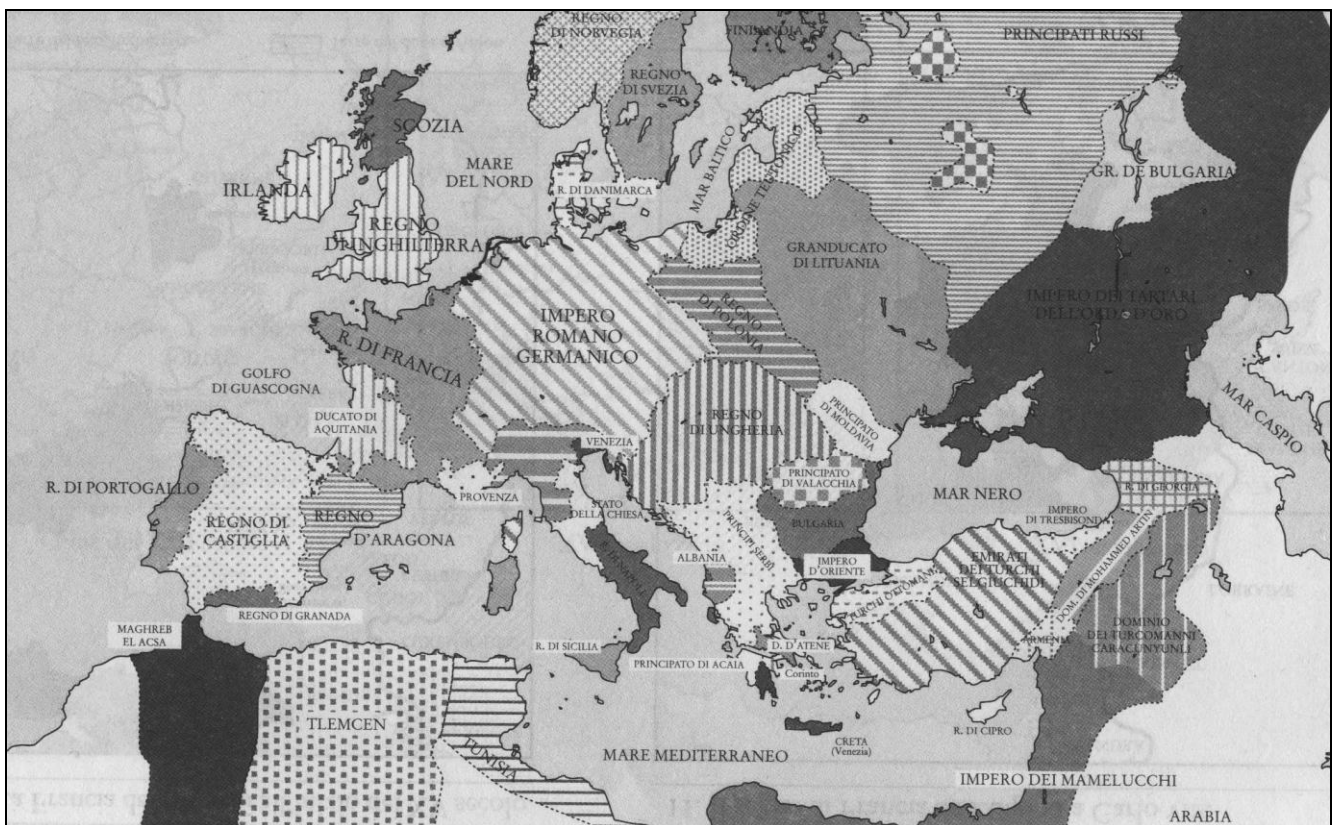 REGNO
DI NORVEGIA
FINLANDIA
PRINCIPATI RUSSI
REGNO
DI SVEZIA
SCOZIA
MARE
DEL NORD
MAR BALTICO
ORDINE TEUTONICO
GR. DE BULGARIA
IRLANDA
R. DI DANIMARCA
REGNO
DI INGHILTERRA
GRANDUCATO
DI LITUANIA
IMPERO
ROMANO
GERMANICO
REGNO
DI POLONIA
IMPERO DEI TARTARI
DELL'ORDA D'ORO
R. DI FRANCIA
GOLFO
DI GUASCOGNA
DUCATO DI
AQUITANIA
REGNO
DI UNGHERIA
PRINCIPATO
DI MOLDAVIA
MAR CASPIO
VENEZIA
PRINCIPATO
DI VALACCHIA
R. DI PORTOGALLO
PROVENZA
MAR NERO
R. DI GEORGIA
STATO
DELLA CHIESA
IMPERO
DI TRESBISONDA
REGNO DI
CASTIGLIA
REGNO
D'ARAGONA
BULGARIA
PRINCIPI SERBI
R. DI NAPOLI
ALBANIA
IMPERO
D'ORIENTE
EMIRATI
DEI TURCHI
SELGIUCHIDI
DOM. DI MOHAMMED ARTIN
TURCHI OTTOMANI
REGNO DI GRANADA
MAGHREB
EL ACSA
DOMINIO
DEI TURCOMANNI
CARACUNYUNLI
ARMENIA
R. DI SICILIA
D. D'ATENE
PRINCIPATO DI ACAIA
Corinto
TLEMCEN
TUNISIA
R. DI CIPRO
CRETA
(Venezia)
MARE MEDITERRANEO
IMPERO DEI MAMELUCCHI
ARABIA